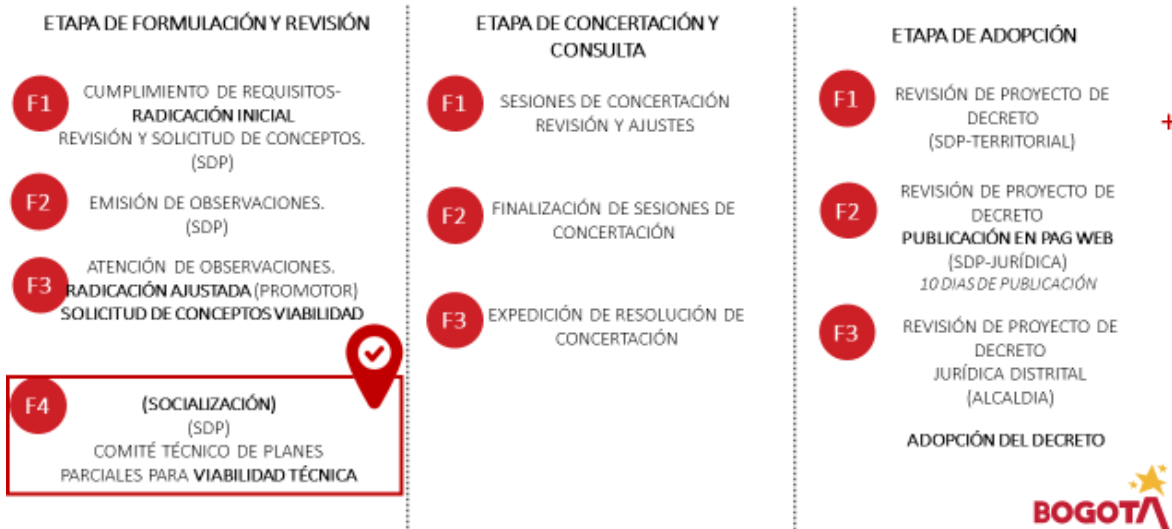 ETAPA DE FORMULACIÓN Y REVISIÓN
F1
CUMPLIMIENTO DE REQUISITOS-
RADICACIÓN INICIAL
REVISIÓN Y SOLICITUD DE CONCEPTOS.
(SDP)
F2
EMISIÓN DE OBSERVACIONES.
(SDP)
F3
ATENCIÓN DE OBSERVACIONES.
RADICACIÓN AJUSTADA (PROMOTOR)
SOLICITUD DE CONCEPTOS VIABILIDAD
F4
(SOCIALIZACIÓN)
(SDP)
COMITÉ TÉCNICO DE PLANES
PARCIALES PARA VIABILIDAD TÉCNICA
ETAPA DE CONCERTACIÓN Y
CONSULTA
F1
SESIONES DE CONCERTACIÓN
REVISIÓN Y AJUSTES
F2
FINALIZACIÓN DE SESIONES DE
CONCERTACIÓN
F3
EXPEDICIÓN DE RESOLUCIÓN DE
CONCERTACIÓN
ETAPA DE ADOPCIÓN
F1
REVISIÓN DE PROYECTO DE
DECRETO
(SDP-TERRITORIAL)
+
F2
REVISIÓN DE PROYECTO DE
DECRETO
PUBLICACIÓN EN PAG WEB
(SDP-JURÍDICA)
10 DIAS DE PUBLICACIÓN
F3
REVISIÓN DE PROYECTO DE
DECRETO
JURÍDICA DISTRITAL
(ALCALDIA)
ADOPCIÓN DEL DECRETO
BOGOTÁ